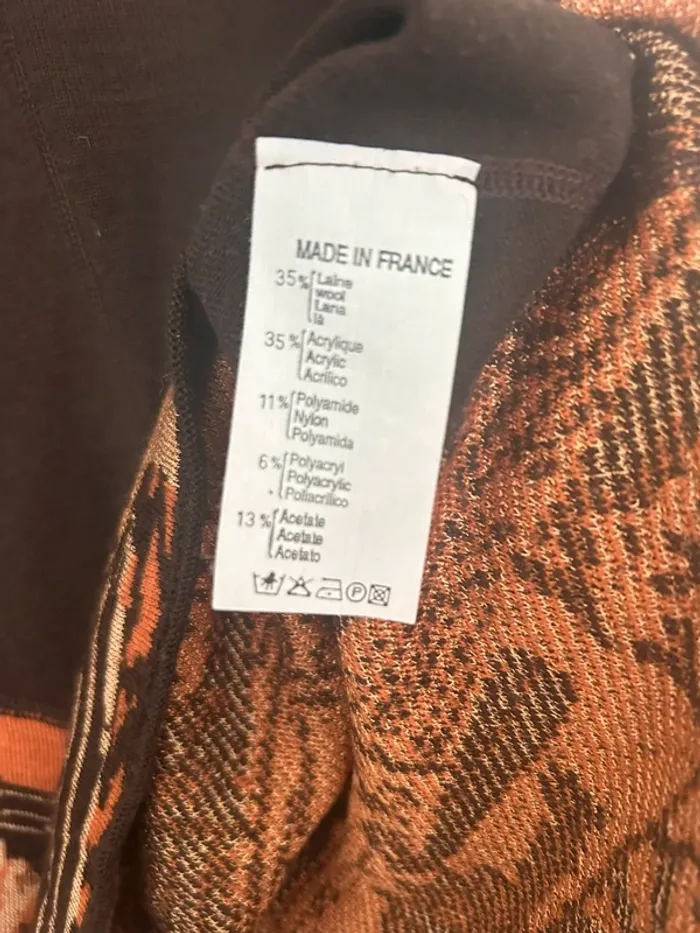 MADE IN FRANCE
35% Laine
wool
Lana
lã
35% Acrylique
Acrylic
Acrilico
11% Polyamide
Nylon
Polyamida
6% Polyacryl
Polyacrylic
Poliacrilico
13% Acetate
Acetate
Acetato
P